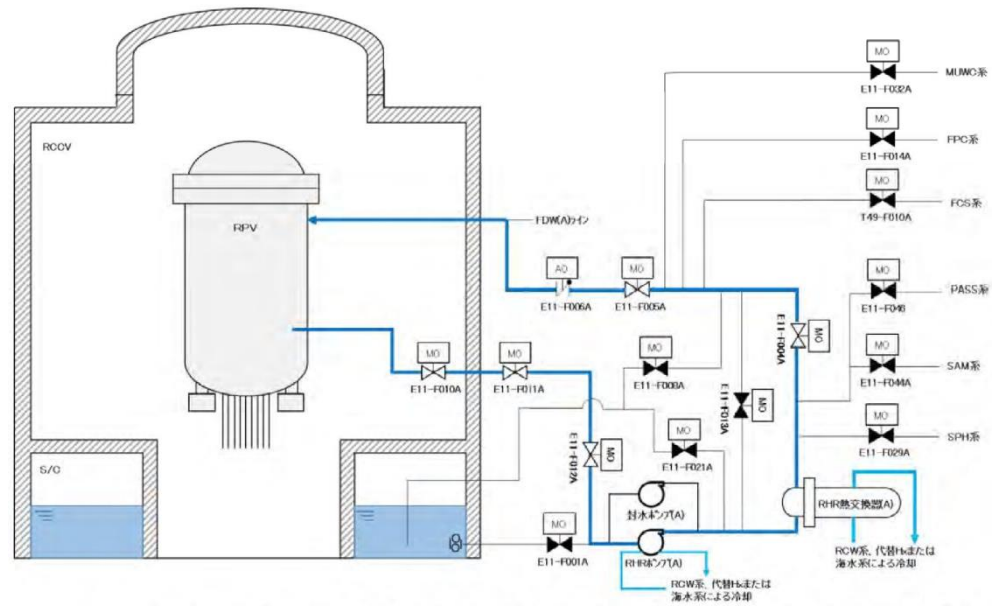 MO
MUWC系
E11-F032A
MO
FPC系
E11-F014A
MO
FCS系
T49-F010A
RCCV
RPV
FDW(A)ライン
AO
E11-F006A
MO
E11-F005A
MO
PASS系
E11-F046
E11-F004A
MO
MO
E11-F010A
MO
E11-F011A
MO
E11-F008A
E11-F013A
MO
MO
SAM系
E11-F044A
E11-F012A
MO
MO
E11-F021A
MO
SPH系
E11-F029A
S/C
封水ポンプ(A)
RHR熱交換器(A)
MO
E11-F001A
RHRポンプ(A)
RCW系、代替Hxまたは
海水系による冷却
RCW系、代替Hxまたは
海水系による冷却